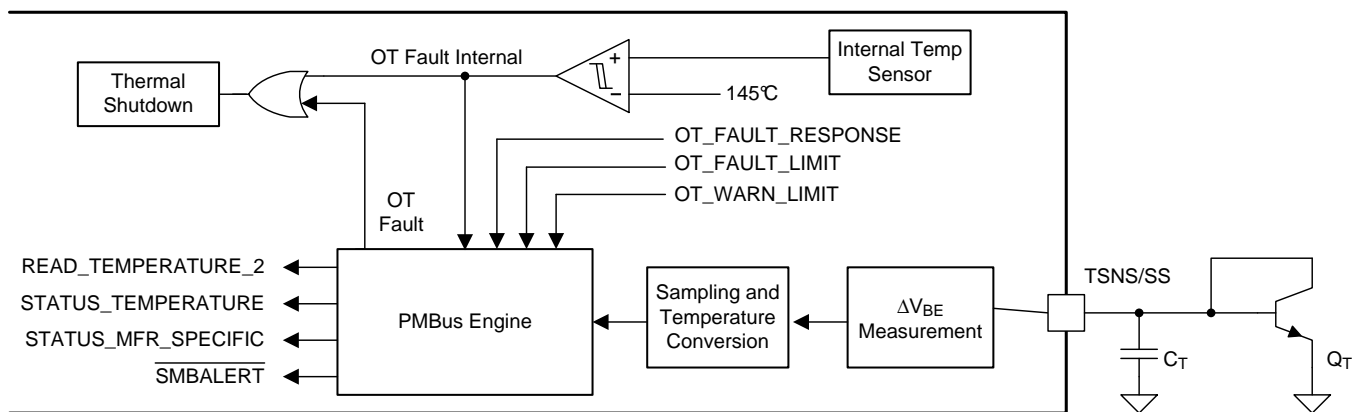 OT Fault Internal
Internal Temp
Sensor
Thermal
Shutdown
+
−
145°C
OT_FAULT_RESPONSE
OT_FAULT_LIMIT
OT_WARN_LIMIT
OT
Fault
READ_TEMPERATURE_2
STATUS_TEMPERATURE
STATUS_MFR_SPECIFIC
SMBALERT
PMBus Engine
Sampling and
Temperature
Conversion
ΔVBE
Measurement
TSNS/SS
CT
QT